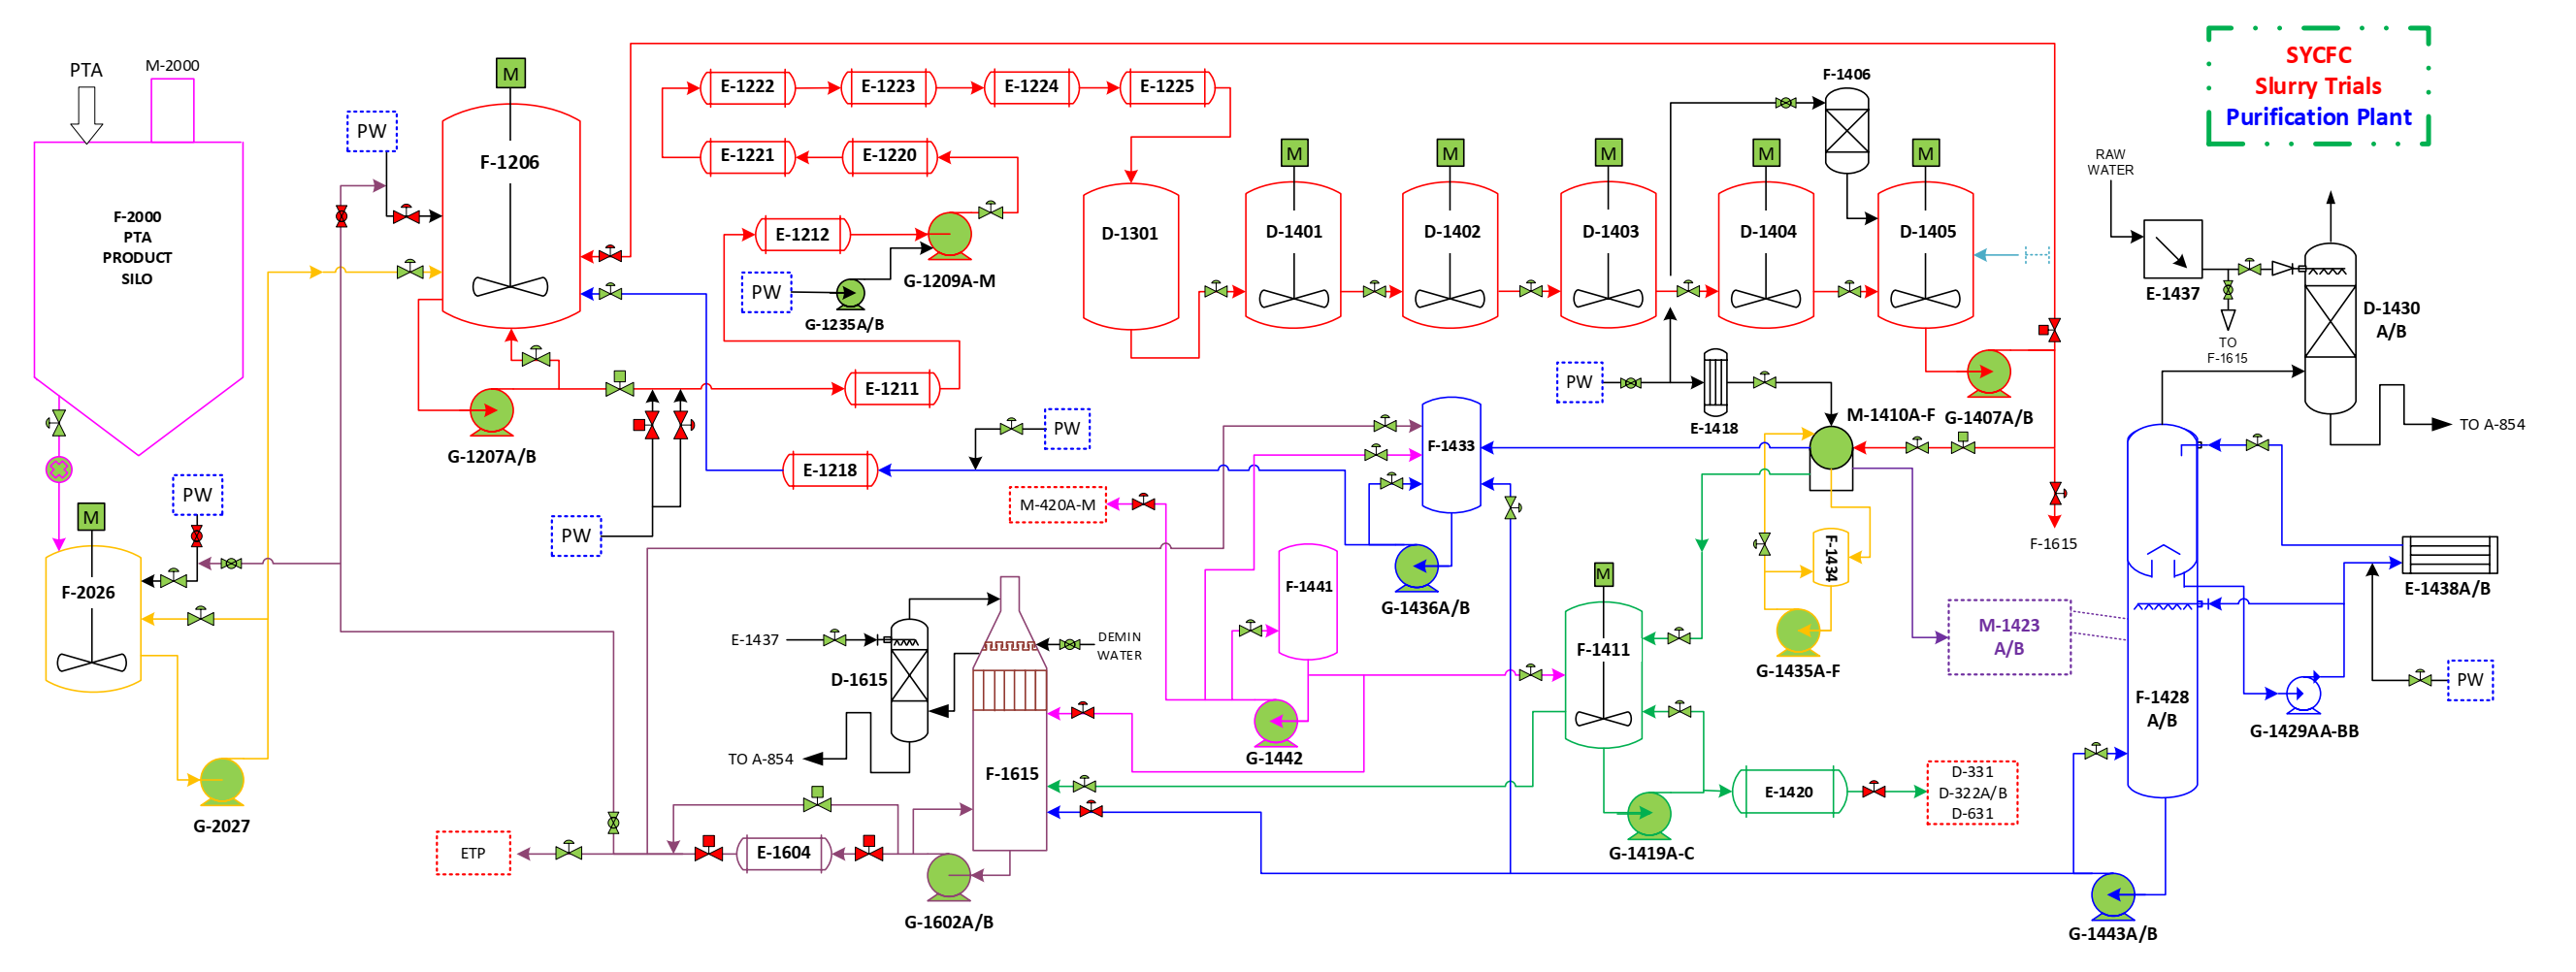 PTA
M-2000
F-2000
PTA
PRODUCT
SILO
M
F-2026
PW
G-2027
PW
M
F-1206
G-1207A/B
PW
E-1222
E-1223
E-1224
E-1225
E-1221
E-1220
E-1212
G-1209A-M
PW
G-1235A/B
E-1211
E-1218
PW
D-1301
M
D-1401
M
D-1402
M
D-1403
M
D-1404
M
D-1405
F-1406
G-1407A/B
PW
E-1418
M-1410A-F
F-1433
M-420A-M
G-1436A/B
F-1441
G-1442
F-1434
G-1435A-F
M
F-1411
G-1419A-C
E-1420
D-331
D-322A/B
D-631
M-1423
A/B
F-1615
E-1437
D-1615
DEMIN
WATER
TO A-854
F-1615
ETP
E-1604
G-1602A/B
SYCFC
Slurry Trials
Purification Plant
RAW
WATER
E-1437
TO
F-1615
D-1430
A/B
TO A-854
E-1438A/B
F-1428
A/B
G-1429AA-BB
PW
G-1443A/B